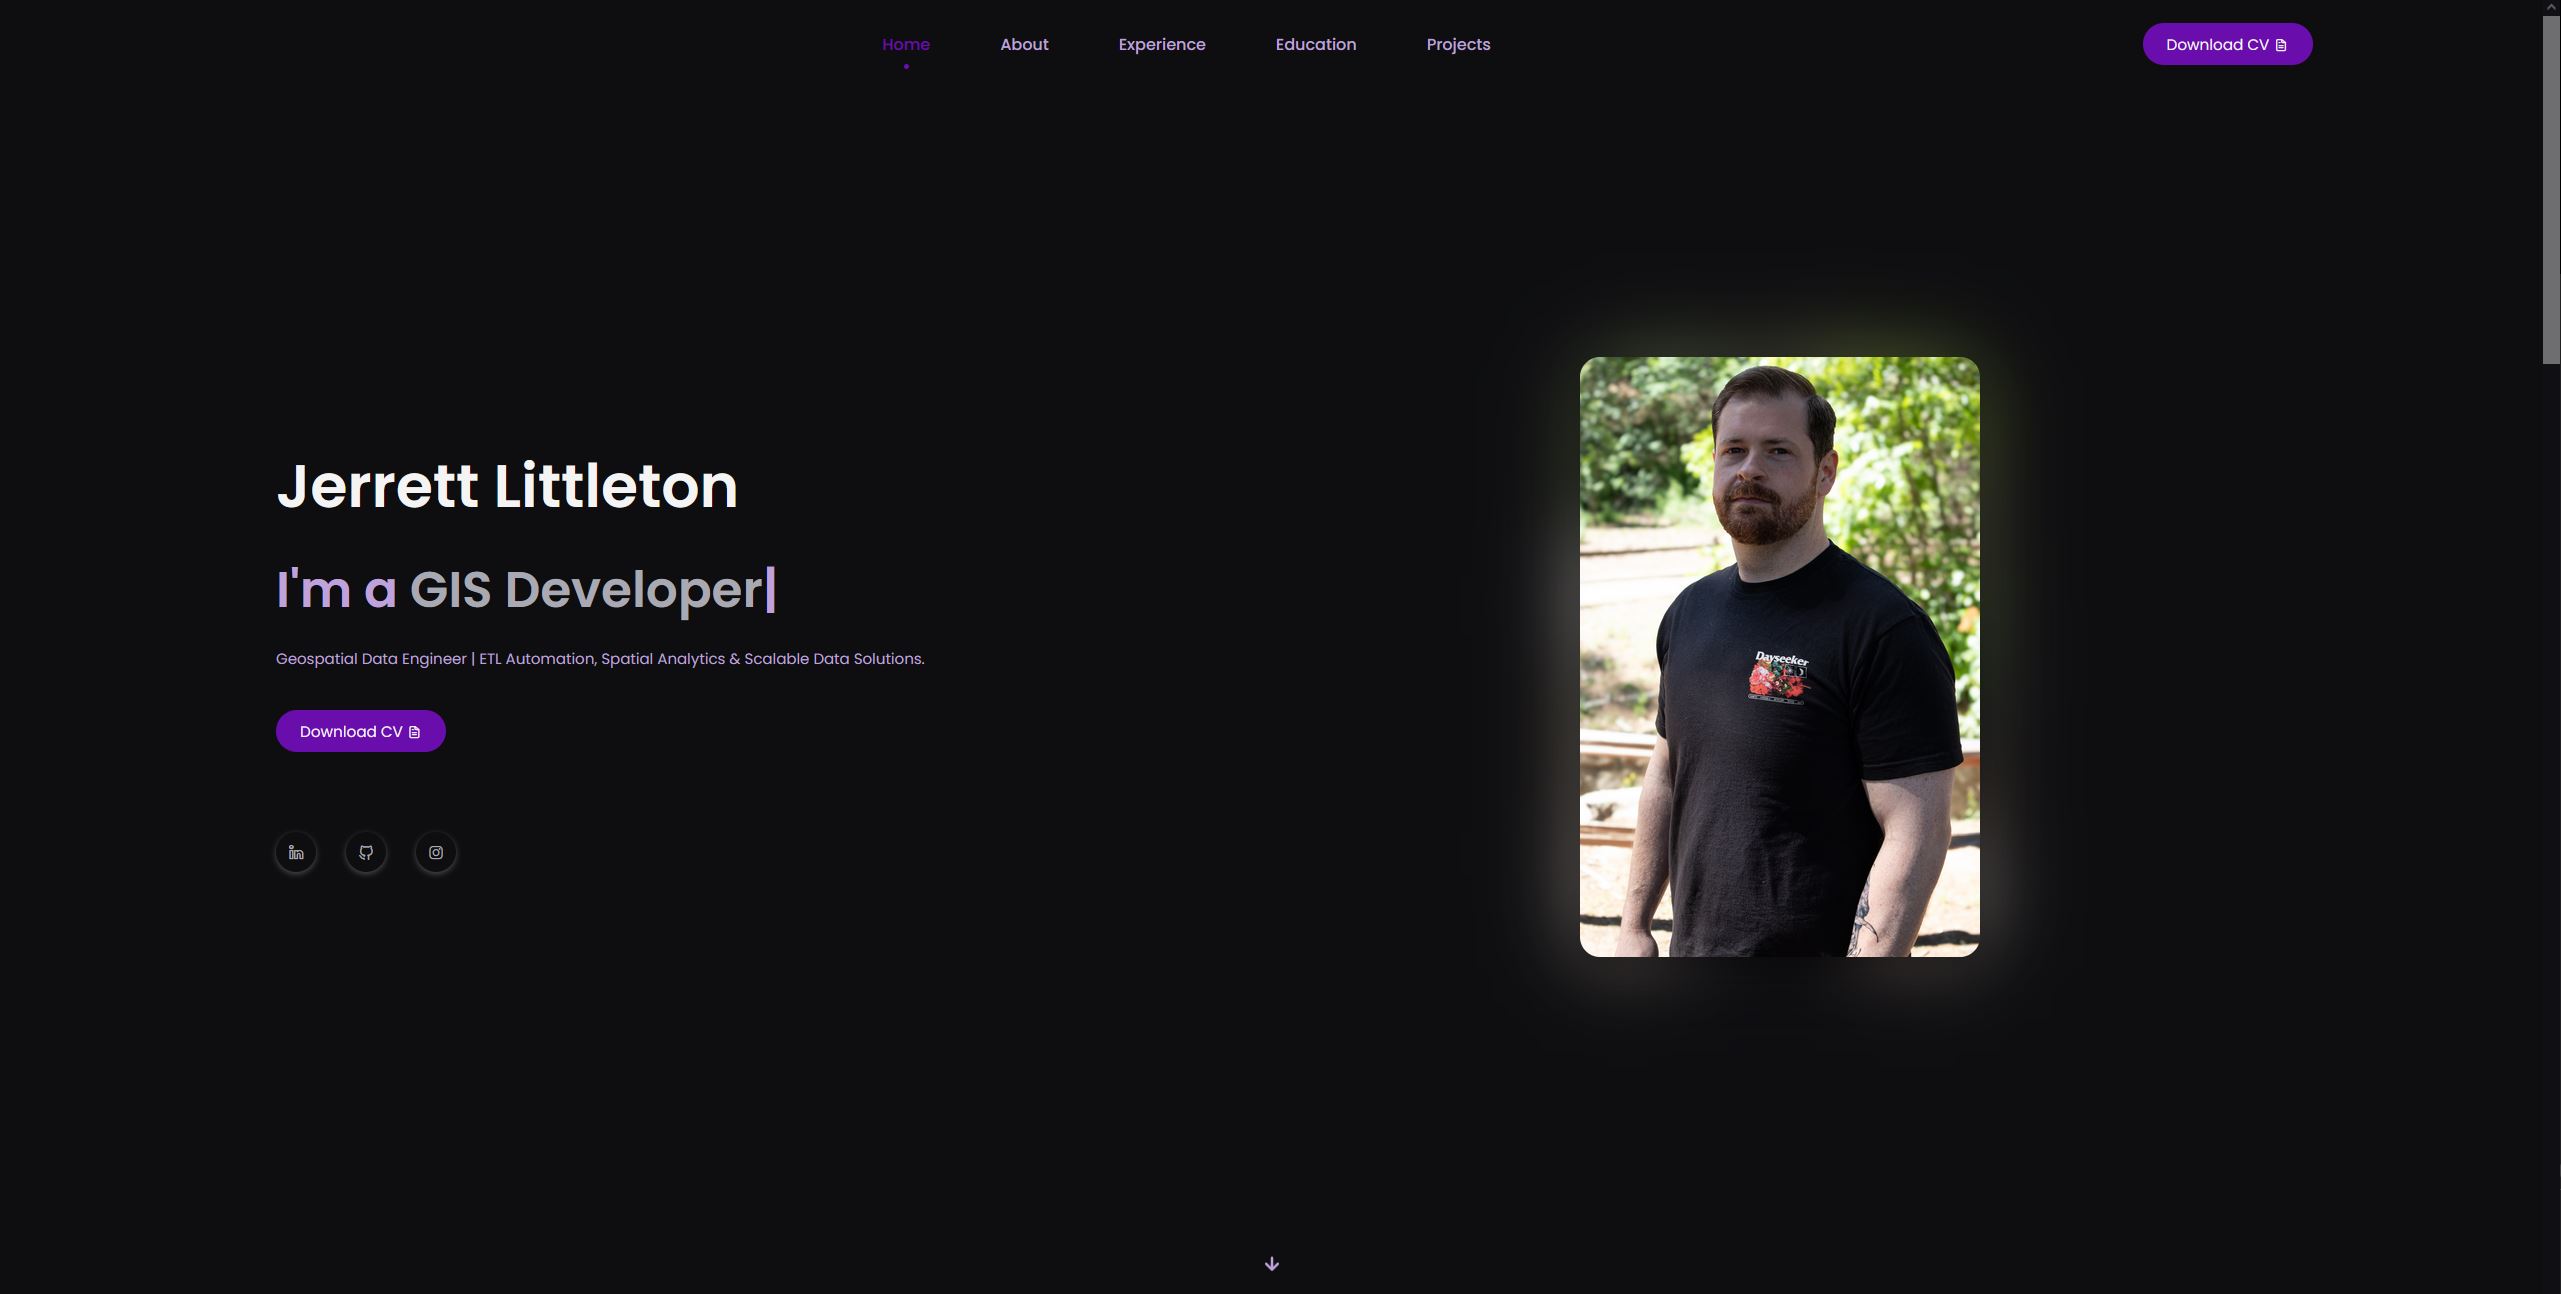 Home About Experience Education Projects Download CV
Jerrett Littleton
I'm a GIS Developer|
Geospatial Data Engineer | ETL Automation, Spatial Analytics & Scalable Data Solutions.
Download CV
in
Dayseeker